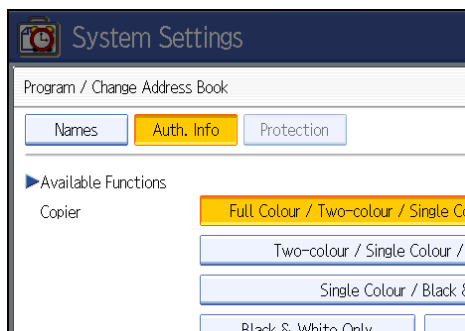 System Settings
Program / Change Address Book
Names Auth. Info Protection
Available Functions
Copier Full Colour / Two-colour / Single
Two-colour / Single Colour /
Single Colour / Black &
Black & White Only